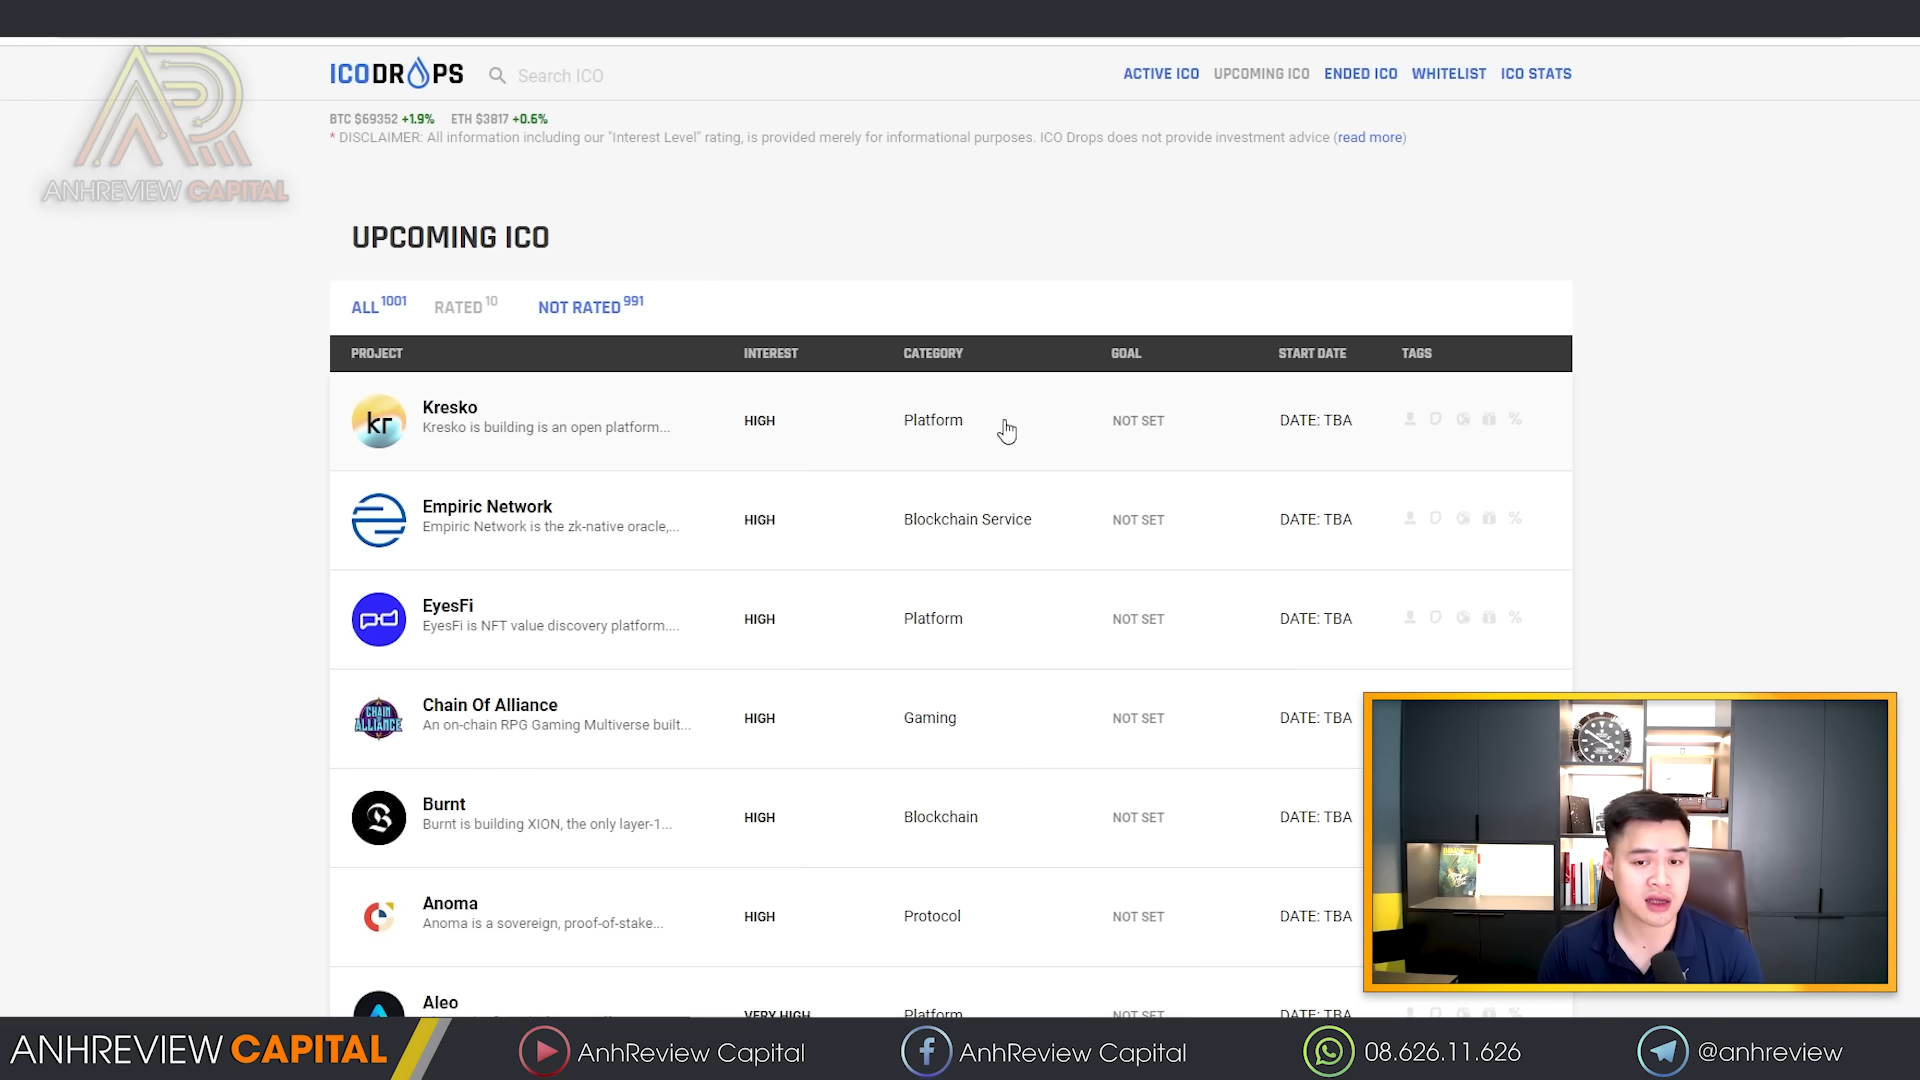 ANHREVIEW CAPITAL
ICODROPS Search ICO ACTIVE ICO UPCOMING ICO ENDED ICO WHITELIST ICO STATS
BTC $69352 +1.9% ETH $3817 +0.6%
* DISCLAIMER: All information including our "Interest Level" rating, is provided merely for informational purposes. ICO Drops does not provide investment advice (read more)
UPCOMING ICO
ALL 1001 RATED 10 NOT RATED 991
PROJECT INTEREST CATEGORY GOAL START DATE TAGS
Kresko
Kresko is building is an open platform...
HIGH Platform NOT SET DATE: TBA
kr
Empiric Network
Empiric Network is the zk-native oracle,...
HIGH Blockchain Service NOT SET DATE: TBA
EyesFi
EyesFi is NFT value discovery platform....
HIGH Platform NOT SET DATE: TBA
Chain Of Alliance
An on-chain RPG Gaming Multiverse built...
HIGH Gaming NOT SET DATE: TBA
CHAIN OF ALLIANCE
Burnt
Burnt is building XION, the only layer-1...
HIGH Blockchain NOT SET DATE: TBA
Anoma
Anoma is a sovereign, proof-of-stake...
HIGH Protocol NOT SET DATE: TBA
Aleo
VERY HIGH Platform NOT SET DATE: TBA
ANHREVIEW CAPITAL AnhReview Capital AnhReview Capital 08.626.11.626 @anhreview